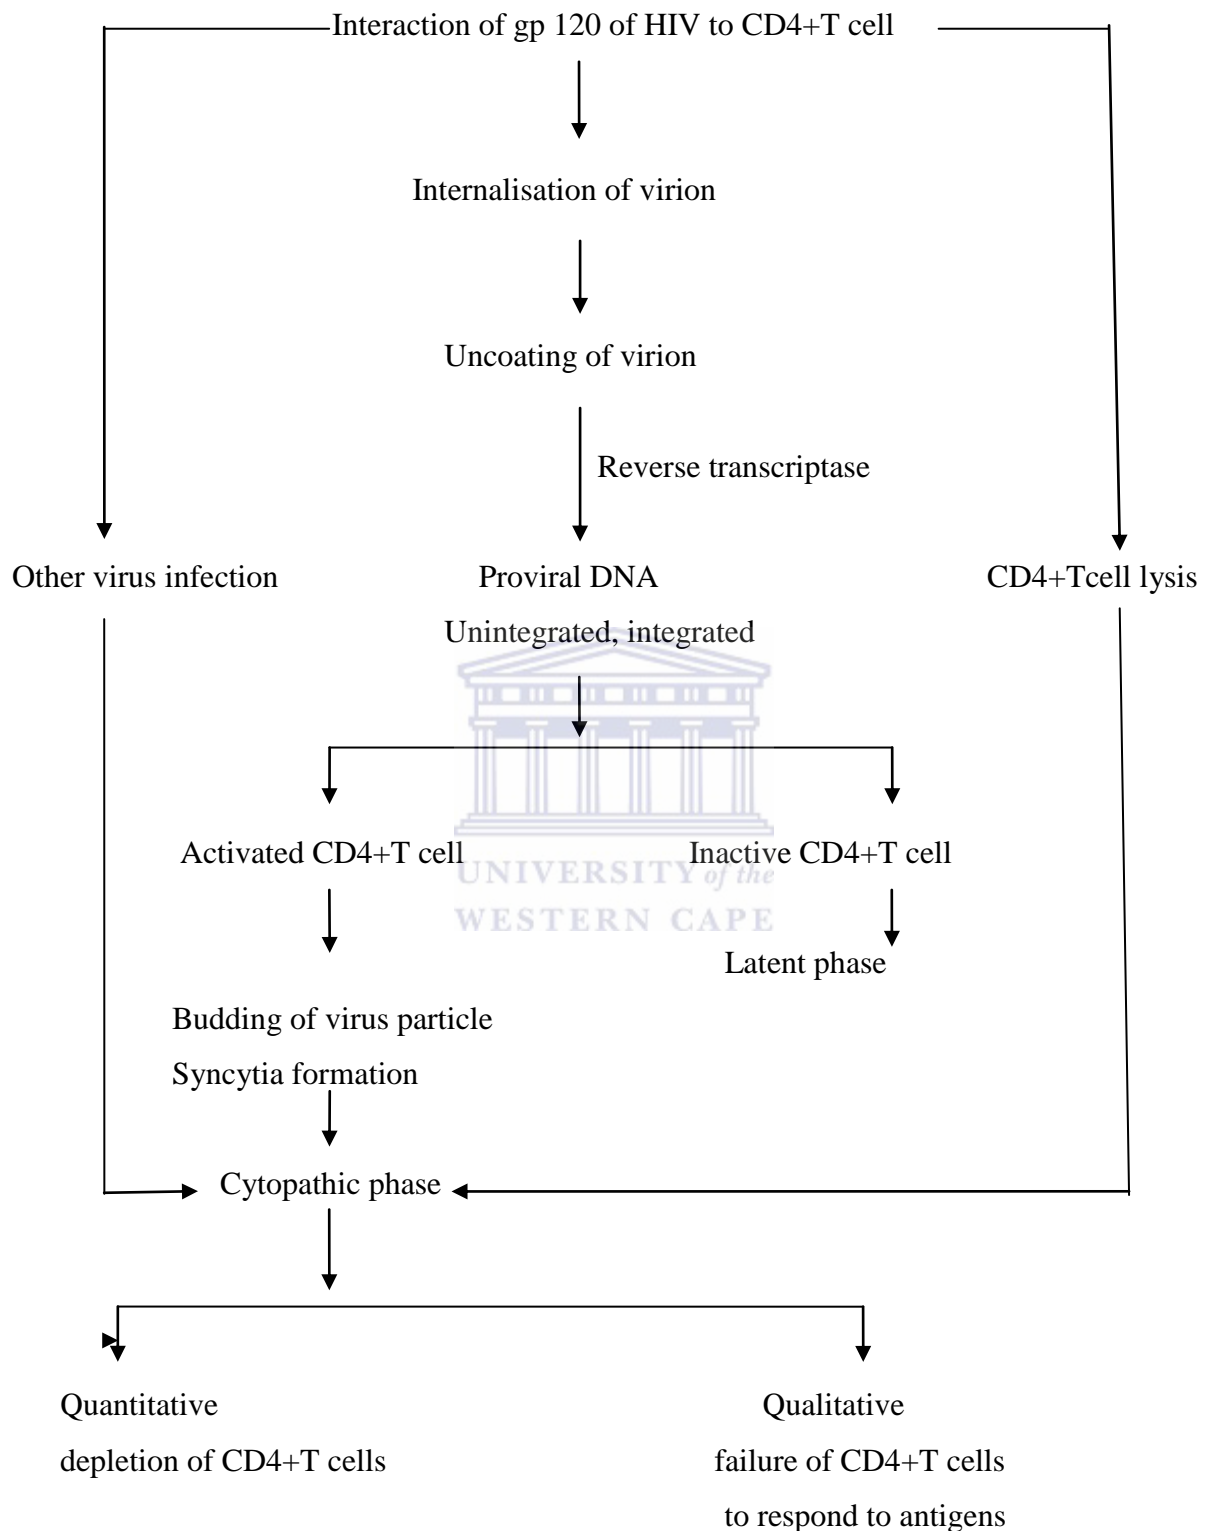 Interaction of gp 120 of HIV to CD4+T cell
Internalisation of virion
Uncoating of virion
Reverse transcriptase
Other virus infection
Proviral DNA
CD4+Tcell lysis
Unintegrated, integrated
Activated CD4+T cell
Inactive CD4+T cell
UNIVERSITY of the
WESTERN CAPE
Latent phase
Budding of virus particle
Syncytia formation
Cytopathic phase
Quantitative
depletion of CD4+T cells
Qualitative
failure of CD4+T cells
to respond to antigens